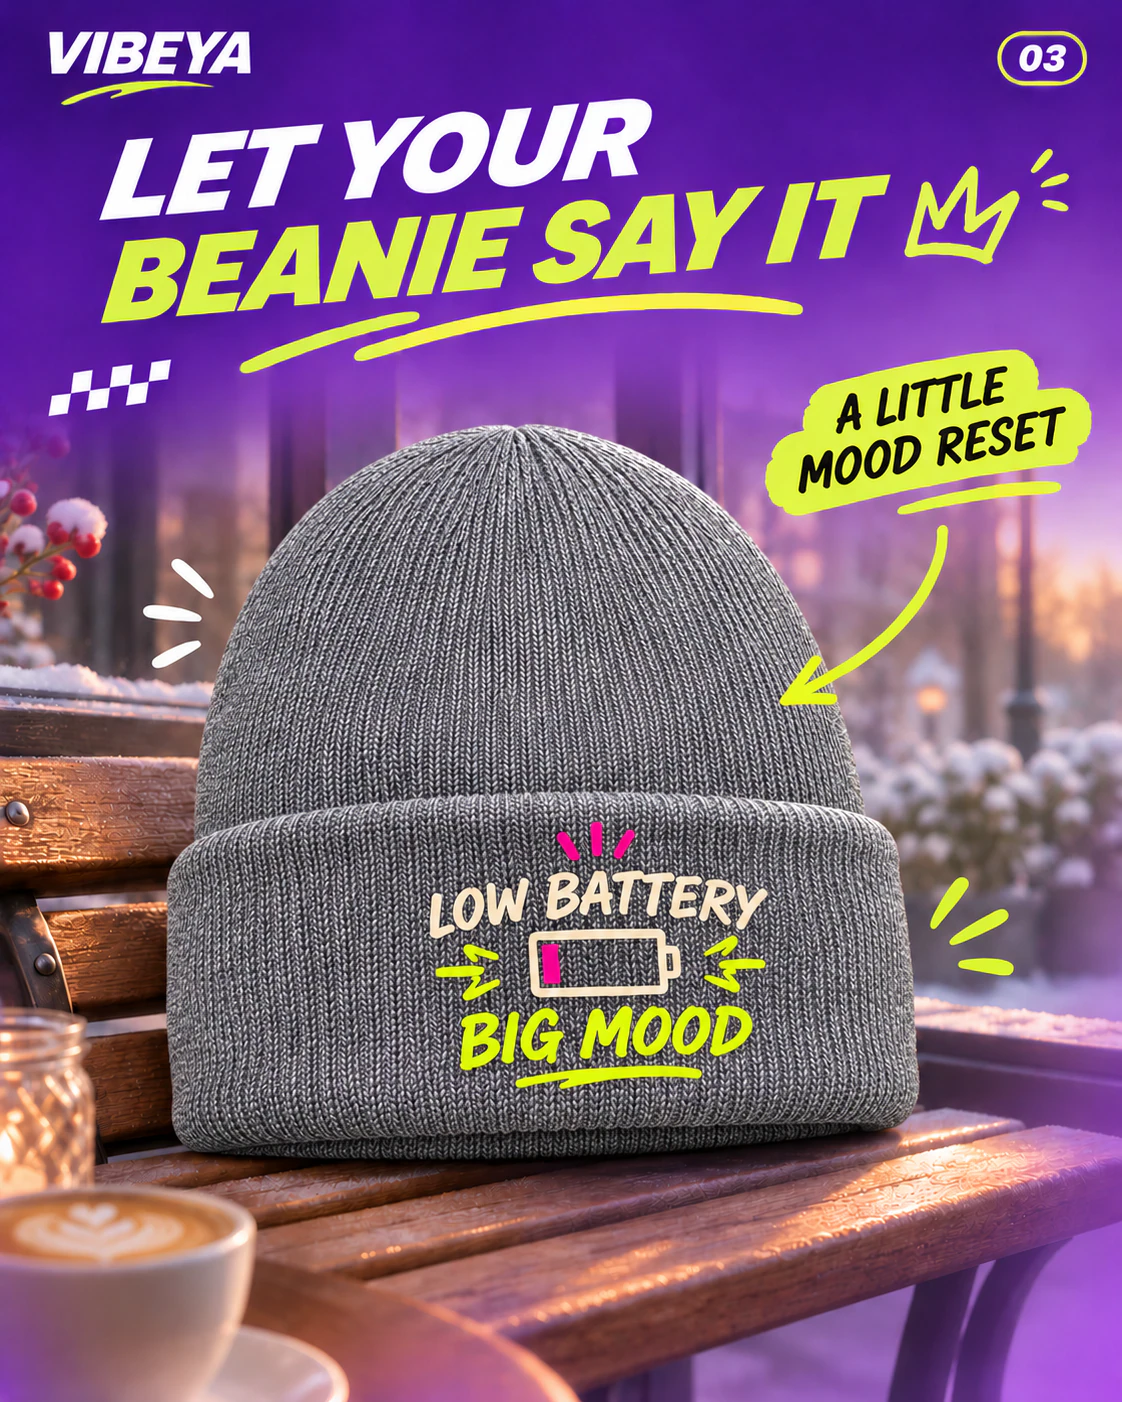 VIBEYA
03
LET YOUR
BEANIE SAY IT
A LITTLE
MOOD RESET
LOW BATTERY
BIG MOOD